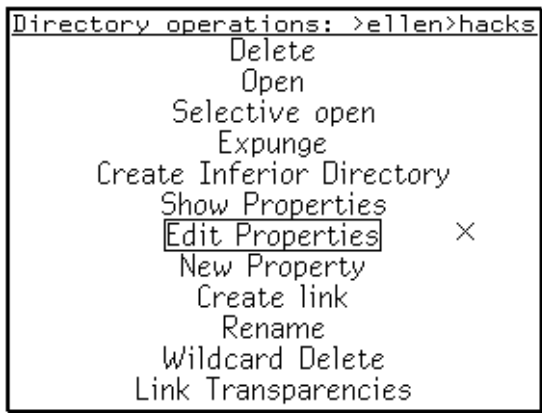 Directory operations: >ellen>hacks
Delete
Open
Selective open
Expunge
Create Inferior Directory
Show Properties
Edit Properties
New Property
Create link
Rename
Wildcard Delete
Link Transparencies